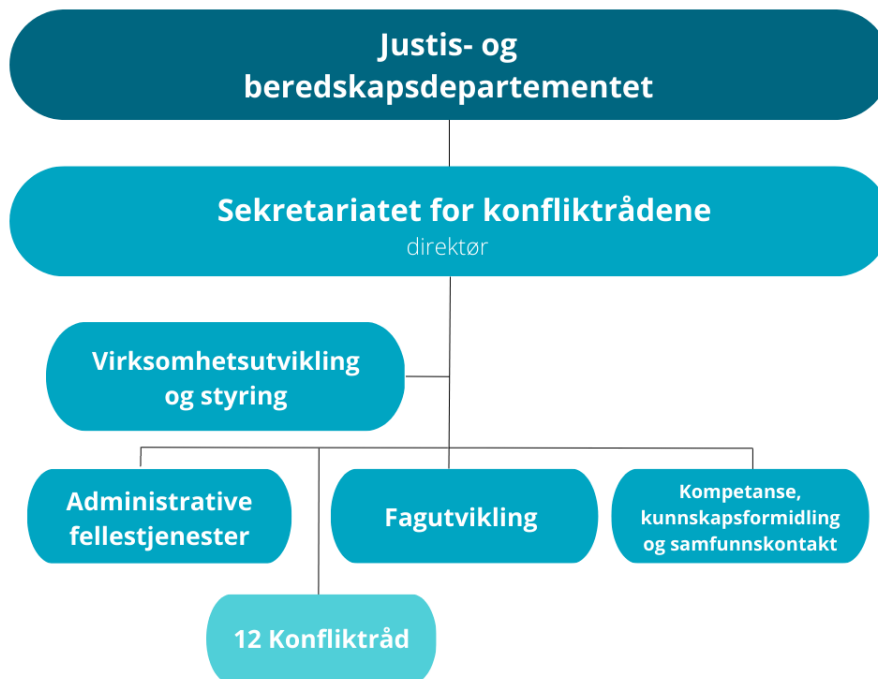 Justis- og
beredskapsdepartementet
Sekretariatet for konfliktrådene
direktør
Virksomhetsutvikling
og styring
Administrative
fellestjenester
Fagutvikling
Kompetanse,
kunnskapsformidling
og samfunnskontakt
12 Konfliktråd